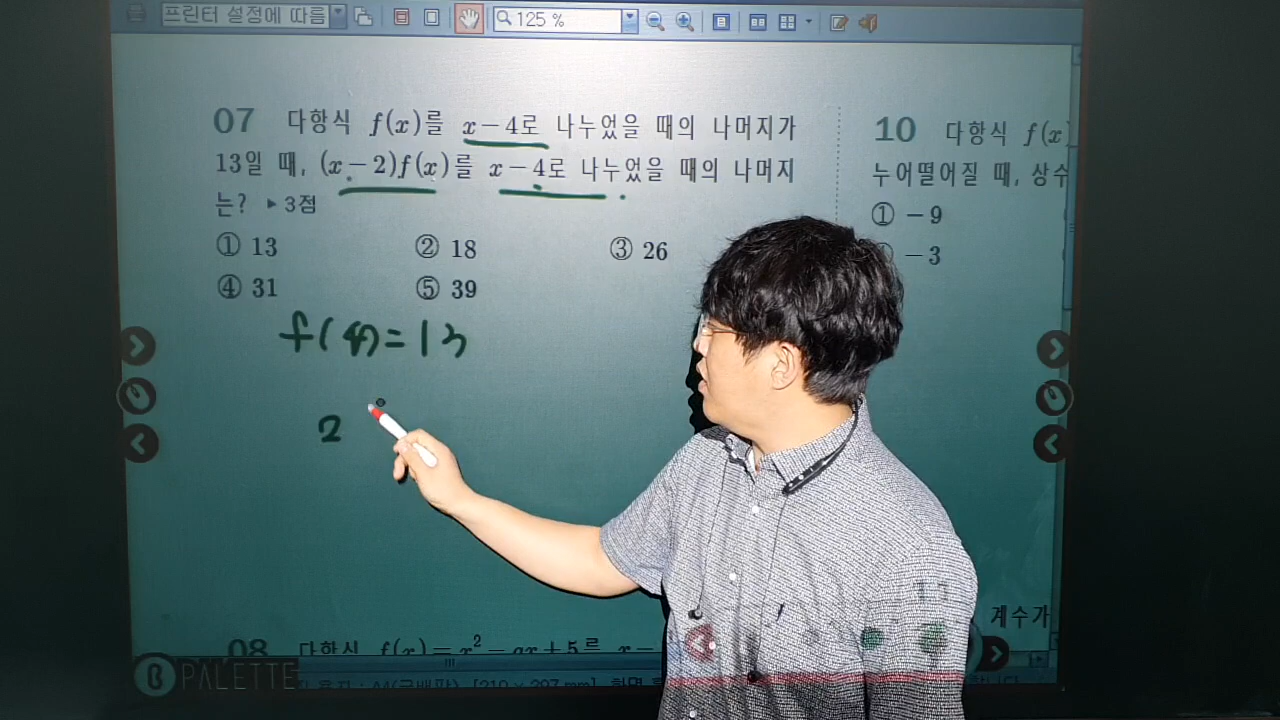 프린터 설정에 따름
125 %
07 다항식 f(x)를 x−4로 나누었을 때의 나머지가
13일 때, (x−2)f(x)를 x−4로 나누었을 때의 나머지
는? ▶3점
① 13 ② 18 ③ 26
④ 31 ⑤ 39
f(4)=13
2
10 다항식 f(x)
누어떨어질 때, 상수
① −9
−3
계수가
08 다항식 f(x)=x²−ax+5를 x−
B PALETTE